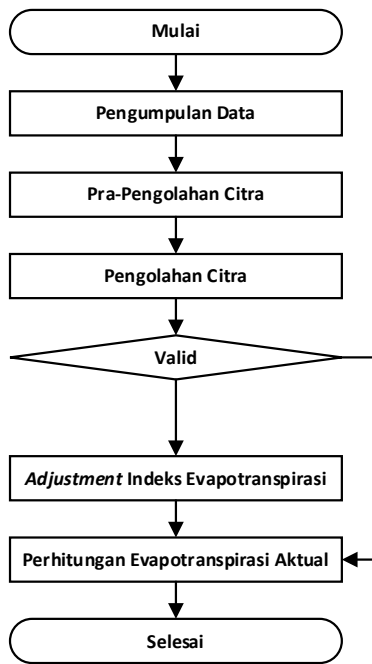 Mulai
Pengumpulan Data
Pra-Pengolahan Citra
Pengolahan Citra
Valid
Adjustment Indeks Evapotranspirasi
Perhitungan Evapotranspirasi Aktual
Selesai